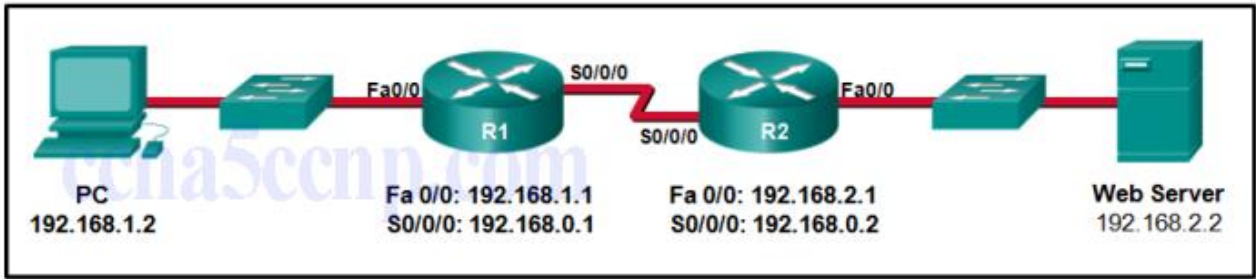 S0/0/0
Fa0/0
Fa0/0
R1
R2
S0/0/0
ccna5ccnp.com
PC
192.168.1.2
Fa 0/0: 192.168.1.1
S0/0/0: 192.168.0.1
Fa 0/0: 192.168.2.1
S0/0/0: 192.168.0.2
Web Server
192.168.2.2